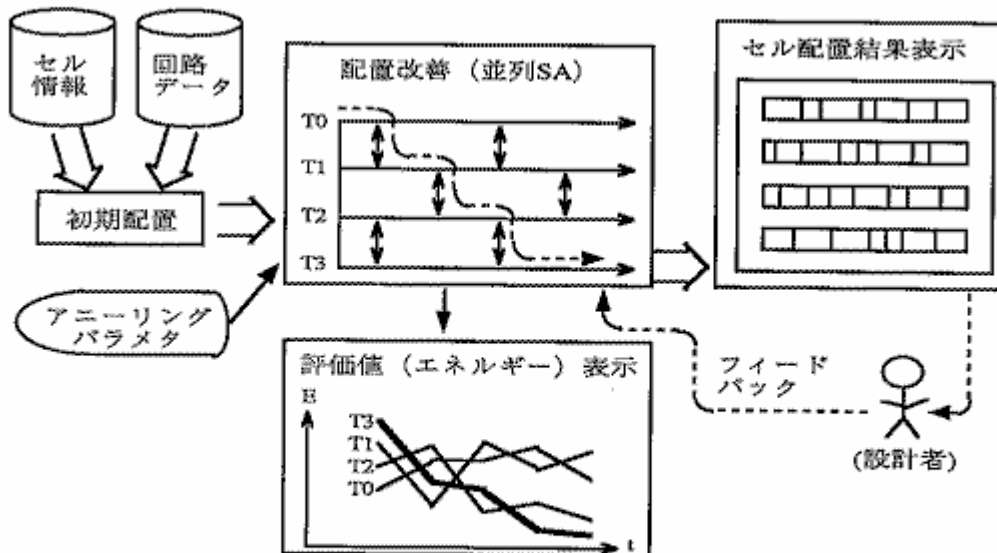 セル
情報
回路
データ
初期配置
アニーリング
パラメタ
配置改善（並列SA）
T0
T1
T2
T3
セル配置結果表示
評価値（エネルギー）表示
E
T3
T1
T2
T0
t
フィード
バック
(設計者)